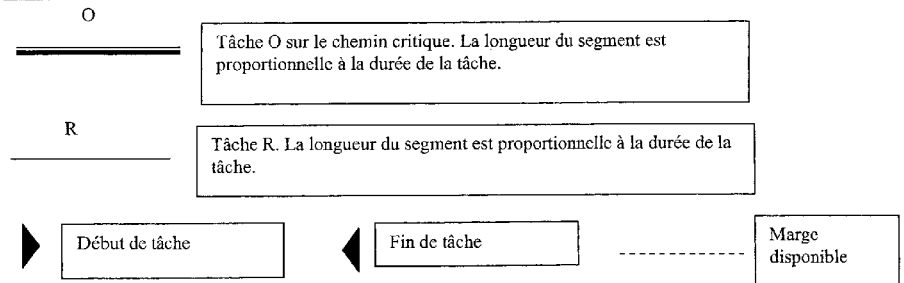 O
Tâche O sur le chemin critique. La longueur du segment est
proportionnelle à la durée de la tâche.
R
Tâche R. La longueur du segment est proportionnelle à la durée de la
tâche.
Début de tâche
Fin de tâche
Marge
disponible